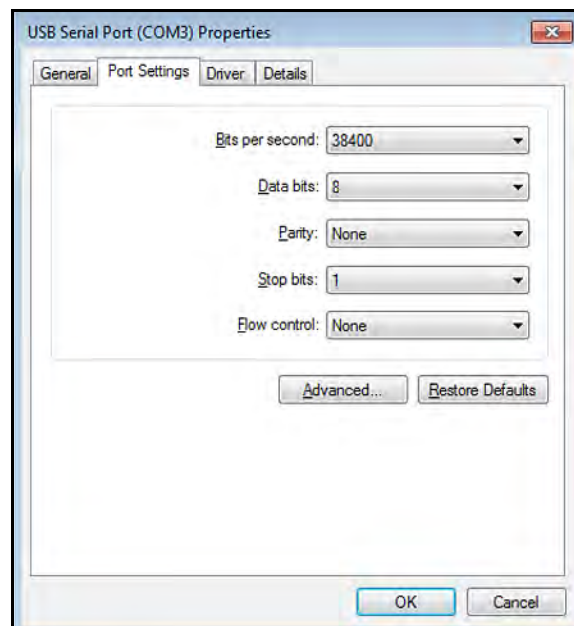 USB Serial Port (COM3) Properties
General Port Settings Driver Details
Bits per second: 38400
Data bits: 8
Parity: None
Stop bits: 1
Flow control: None
Advanced... Restore Defaults
OK Cancel